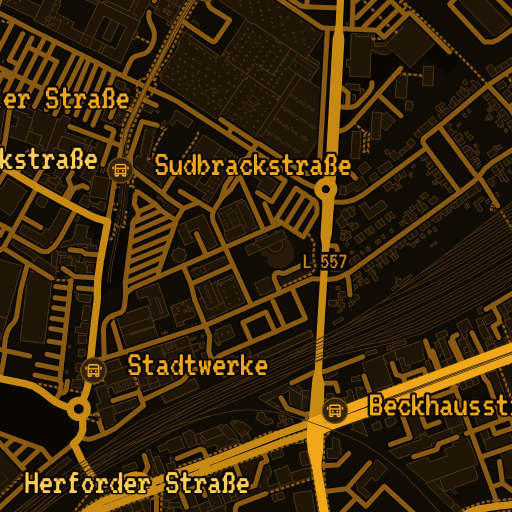 er Straße
kstraße
Sudbrackstraße
L 557
Stadtwerke
Beckhausst
Herforder Straße